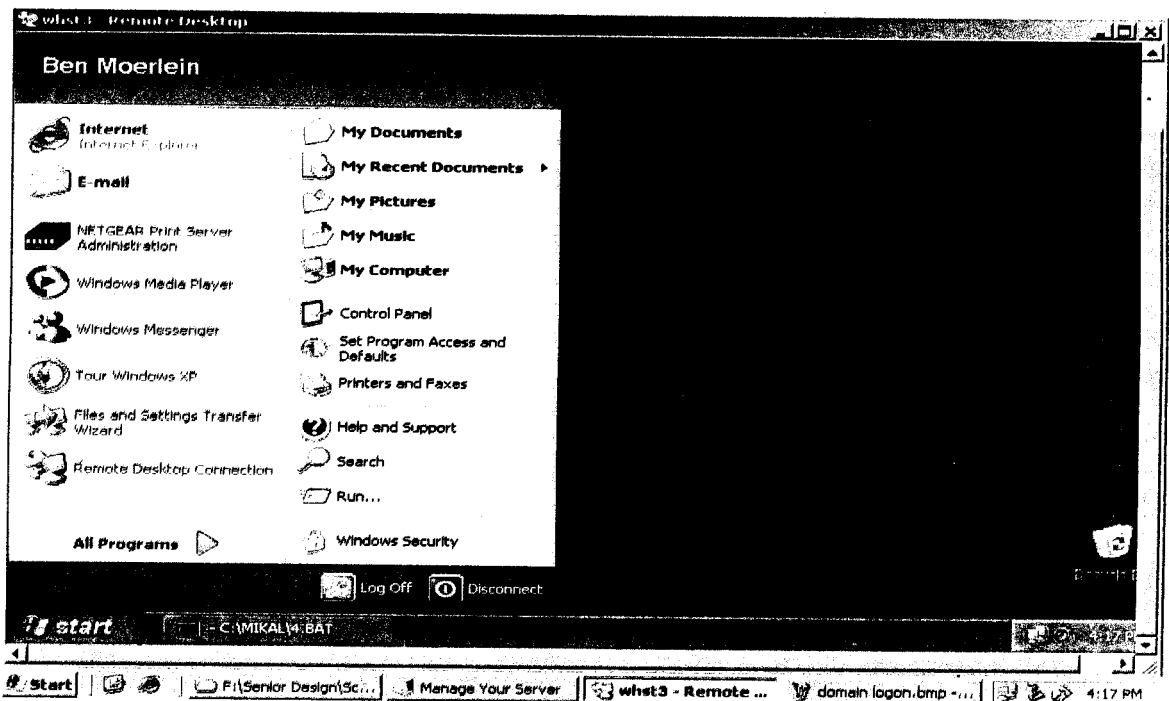 whst3 - Remote Desktop
Ben Moerlein
Internet
Internet Explorer
E-mail
NETGEAR Print Server
Administration
Windows Media Player
Windows Messenger
Tour Windows XP
Files and Settings Transfer
Wizard
Remote Desktop Connection
All Programs
My Documents
My Recent Documents
My Pictures
My Music
My Computer
Control Panel
Set Program Access and
Defaults
Printers and Faxes
Help and Support
Search
Run...
Windows Security
Log Off
Disconnect
start
- C:\MIKAL\4.BAT
4:17 P
Start
F:\Senior Design\Sc...
Manage Your Server
whst3 - Remote ...
domain logon.bmp -...
4:17 PM